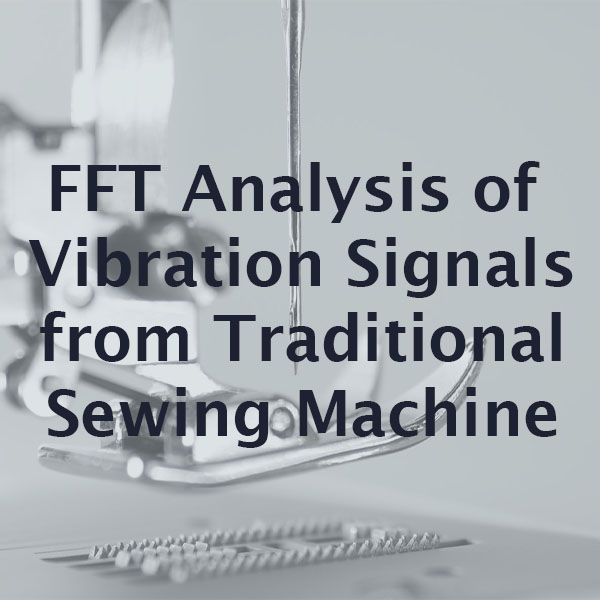 FFT Analysis of
Vibration Signals
from Traditional
Sewing Machine